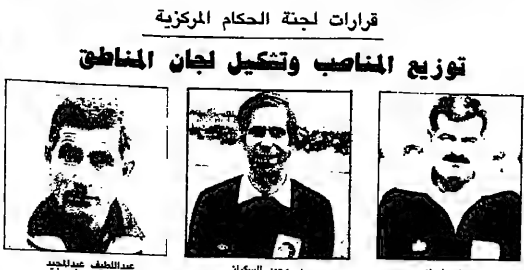 قرارات لجنة الحكام المركزية
توزيع المناصب وتشكيل لجان المناطق
عبداللطيف عبدالمجيد